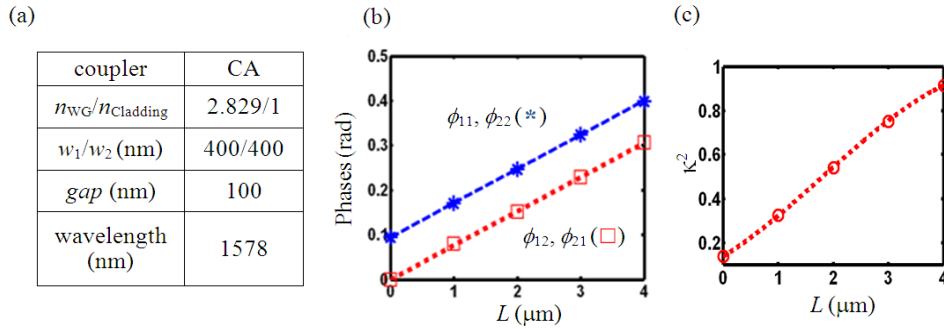 (a)
coupler CA
nWG/nCladding 2.829/1
w1/w2 (nm) 400/400
gap (nm) 100
wavelength (nm) 1578
(b)
Phases (rad)
0.5
0.4
0.3
0.2
0.1
0
ϕ11, ϕ22 (*)
ϕ12, ϕ21 (□)
0 1 2 3 4
L (μm)
(c)
κ2
1
0.8
0.6
0.4
0.2
0 1 2 3 4
L (μm)